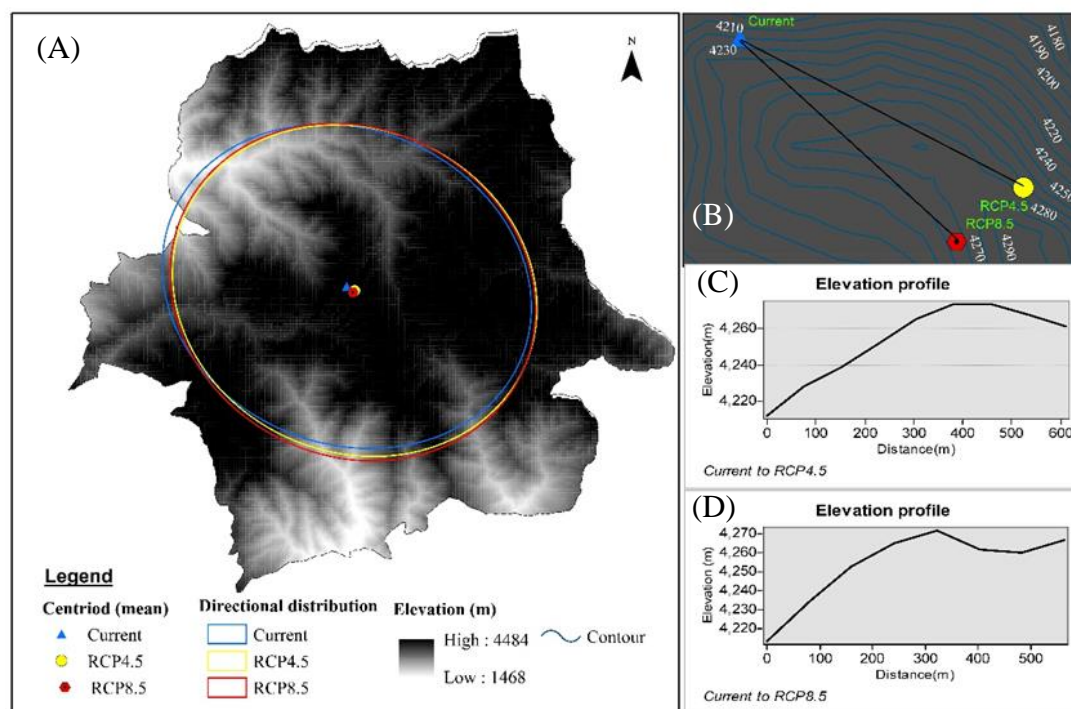 (A)
N
Legend
Centriod (mean)
Current
RCP4.5
RCP8.5
Directional distribution
Current
RCP4.5
RCP8.5
Elevation (m)
High : 4484
Low : 1468
Contour
(B)
Current
4210
4230
4180
4190
4200
4220
4240
4250
RCP4.5
4280
RCP8.5
4270
4290
(C)
Elevation profile
Elevation(m)
4,260
4,240
4,220
0 100 200 300 400 500 600
Distance(m)
Current to RCP4.5
(D)
Elevation profile
Elevation (m)
4,270
4,260
4,250
4,240
4,230
4,220
0 100 200 300 400 500
Distance(m)
Current to RCP8.5